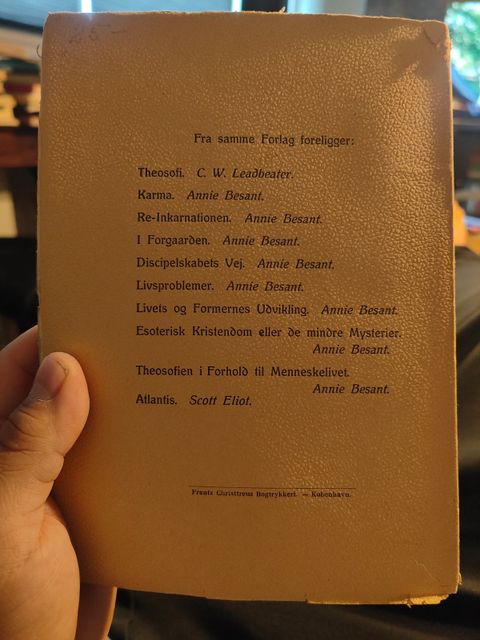 Fra samme Forlag foreligger:
Theosofi. C. W. Leadbeater.
Karma. Annie Besant.
Re-Inkarnationen. Annie Besant.
I Forgaarden. Annie Besant.
Discipelskabets Vej. Annie Besant.
Livsproblemer. Annie Besant.
Livets og Formernes Udvikling. Annie Besant.
Esoterisk Kristendom eller de mindre Mysterier.
Annie Besant.
Theosofien i Forhold til Menneskelivet.
Annie Besant.
Atlantis. Scott Eliot.
Frantz Christtreus Bogtrykkeri. — København.